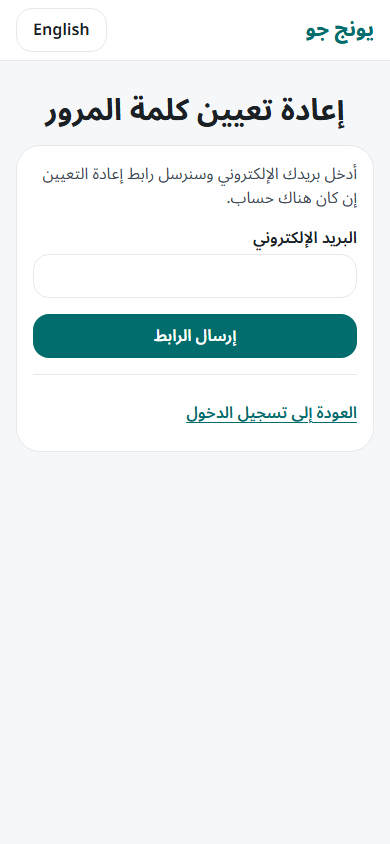 يونج جو
English
إعادة تعيين كلمة المرور
أدخل بريدك الإلكتروني وسنرسل رابط إعادة التعيين
إن كان هناك حساب.
البريد الإلكتروني
إرسال الرابط
العودة إلى تسجيل الدخول